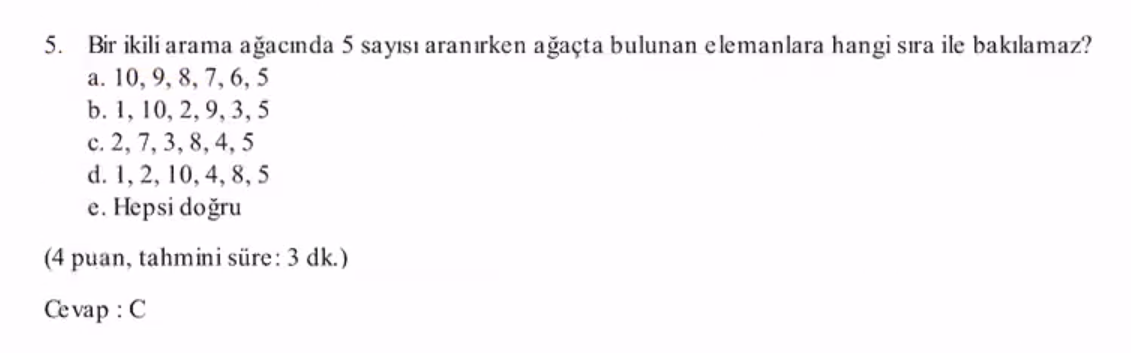 5. Bir ikili arama ağacında 5 sayısı aranırken ağaçta bulunan elemanlara hangi sıra ile bakılamaz?
a. 10, 9, 8, 7, 6, 5
b. 1, 10, 2, 9, 3, 5
c. 2, 7, 3, 8, 4, 5
d. 1, 2, 10, 4, 8, 5
e. Hepsi doğru
(4 puan, tahmini süre: 3 dk.)
Cevap : C